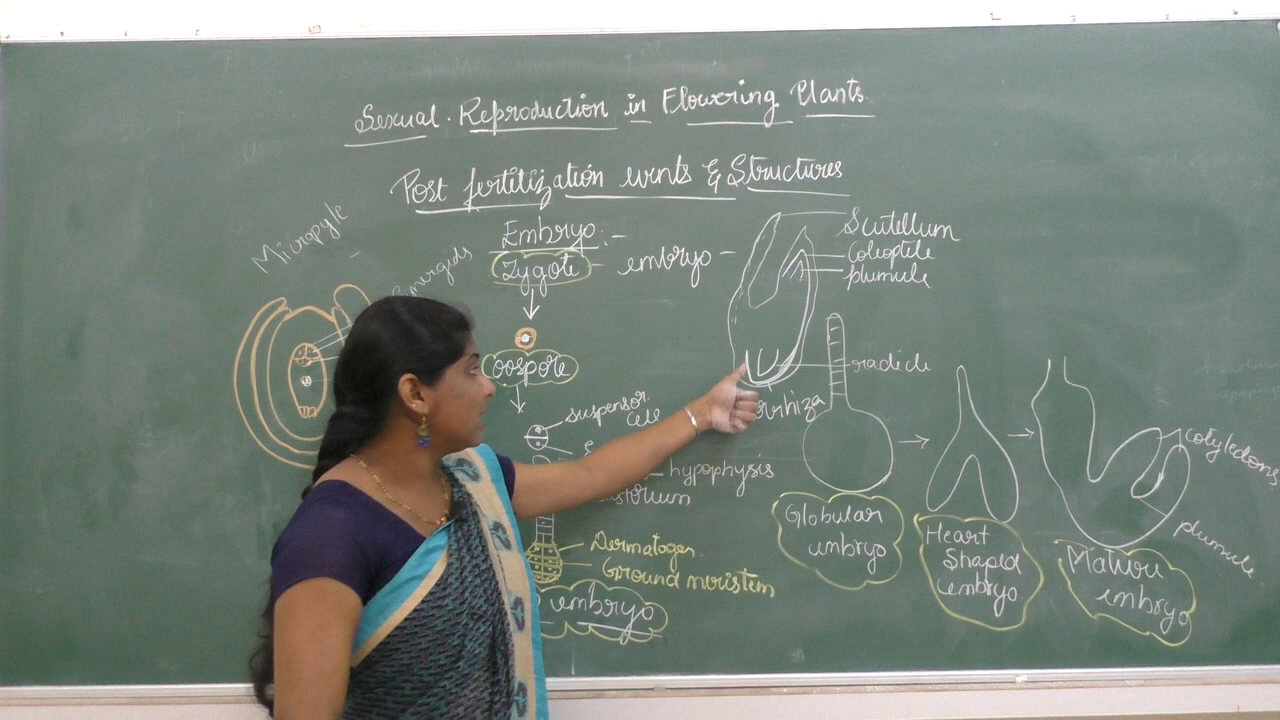 Sexual Reproduction in Flowering Plants
Post fertilization events & Structures
Micropyle
Embryo:-
Zygote - embryo -
Scutellum
Coleoptile
plumule
oospore
radicle
suspensor
cell
hypophysis
Dermatogen
Ground meristem
embryo
Globular
embryo
Heart
Shaped
embryo
Mature
embryo
cotyledons
plumule